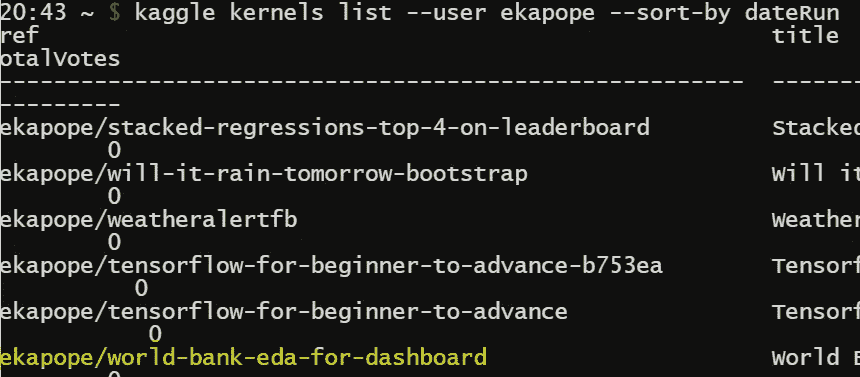 20:43 ~ $ kaggle kernels list --user ekapope --sort-by dateRun
ref title
otalVotes
------------------------------------------------------- -------
---------
ekapope/stacked-regressions-top-4-on-leaderboard Stacked
0
ekapope/will-it-rain-tomorrow-bootstrap Will it
0
ekapope/weatheralertfb Weather
0
ekapope/tensorflow-for-beginner-to-advance-b753ea Tensorf
0
ekapope/tensorflow-for-beginner-to-advance Tensorf
0
ekapope/world-bank-eda-for-dashboard World E
0